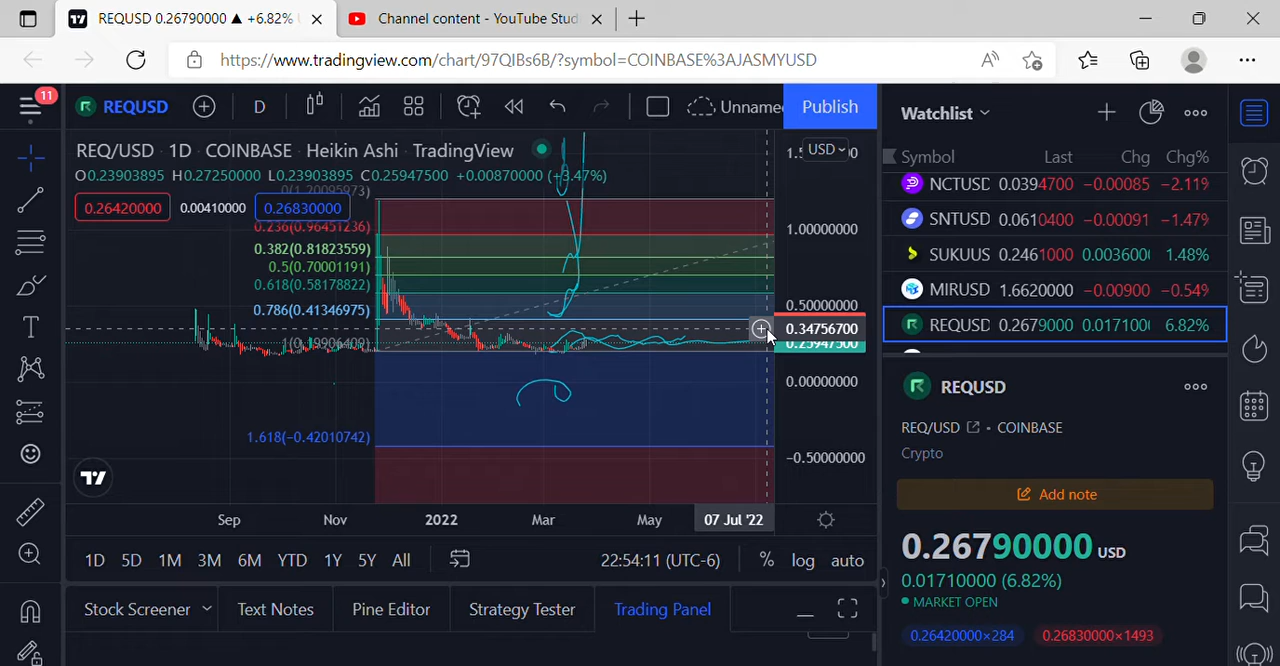 REQUSD 0.26790000 ▲ +6.82%
Channel content - YouTube Stud
https://www.tradingview.com/chart/97QIBs6B/?symbol=COINBASE%3AJASMYUSD
11
REQUSD
D
Unname
Publish
REQ/USD · 1D · COINBASE · Heikin Ashi · TradingView
USD
O0.23903895 H0.27250000 L0.23903895 C0.25947500 +0.00870000 (+3.47%)
0(1.20095973)
0.26420000 0.00410000 0.26830000
0.236(0.96451236)
0.382(0.81823559)
0.5(0.70001191)
0.618(0.58178822)
0.786(0.41346975)
1.618(−0.42010742)
1.00000000
0.50000000
0.34756700
0.25947500
0.00000000
−0.50000000
Sep Nov 2022 Mar May 07 Jul '22
1D 5D 1M 3M 6M YTD 1Y 5Y All
22:54:11 (UTC-6) % log auto
Stock Screener Text Notes Pine Editor Strategy Tester Trading Panel
Watchlist
Symbol Last Chg Chg%
NCTUSD 0.0394700 −0.00085 −2.11%
SNTUSD 0.0610400 −0.00091 −1.47%
SUKUUS 0.2461000 0.003600 1.48%
MIRUSD 1.6620000 −0.00900 −0.54%
REQUSD 0.2679000 0.017100 6.82%
REQUSD
REQ/USD · COINBASE
Crypto
Add note
0.26790000 USD
0.01710000 (6.82%)
MARKET OPEN
0.26420000×284 0.26830000×1493